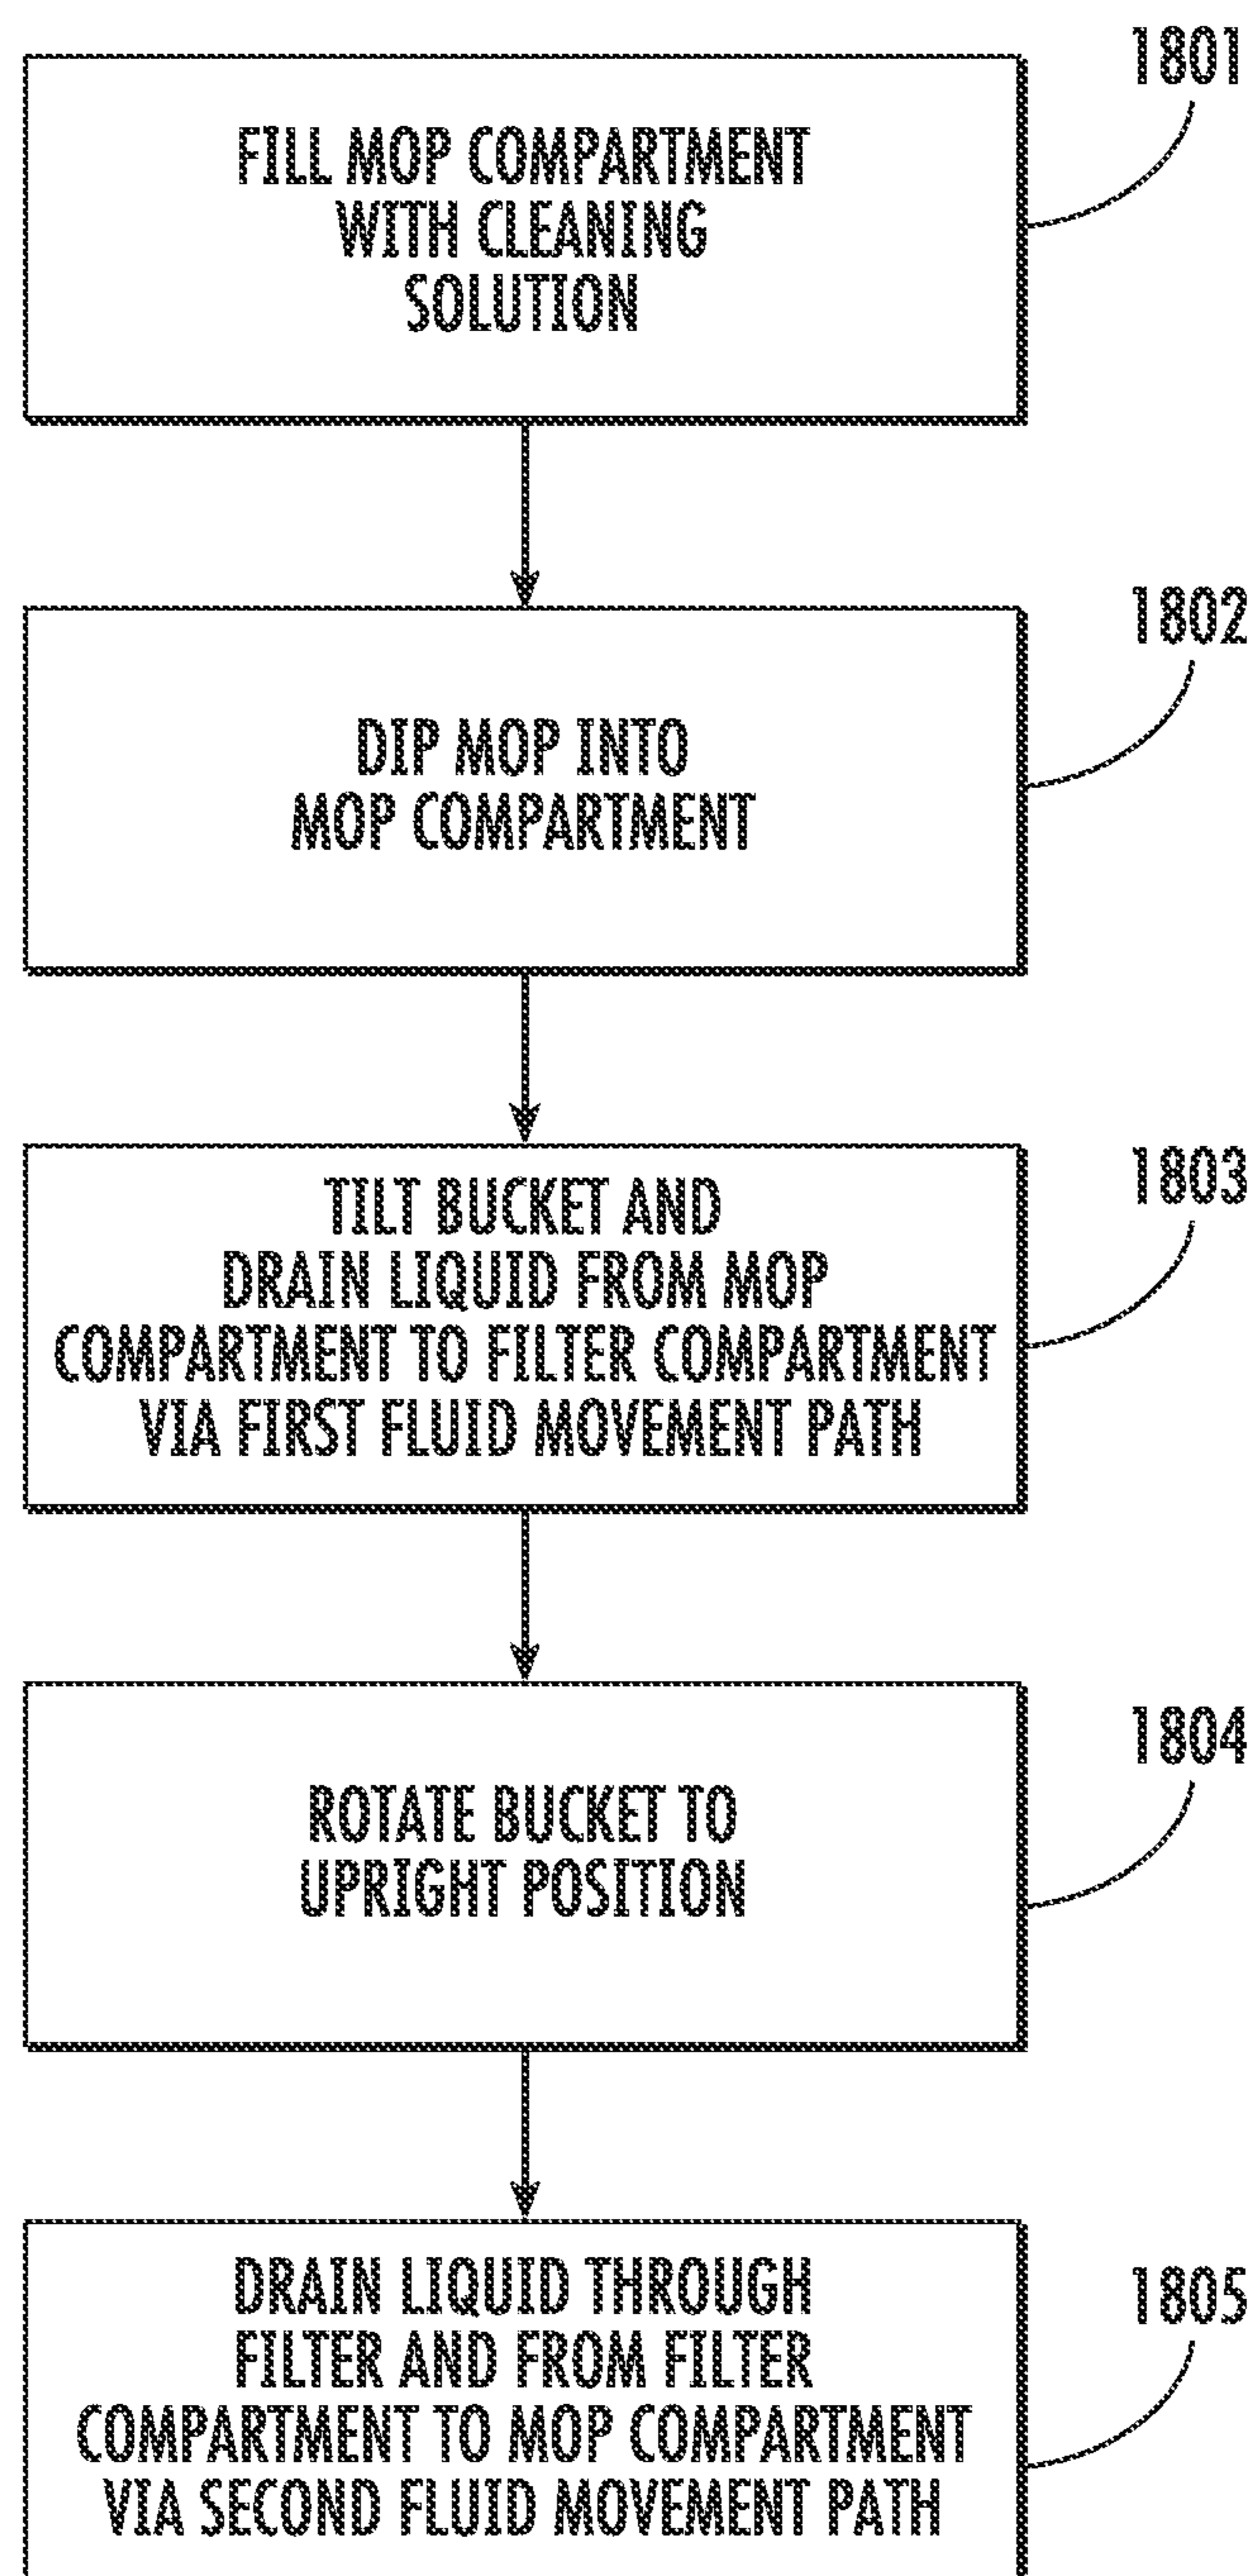 1801
FILL MOP COMPARTMENT
WITH CLEANING
SOLUTION
1802
DIP MOP INTO
MOP COMPARTMENT
1803
TILT BUCKET AND
DRAIN LIQUID FROM MOP
COMPARTMENT TO FILTER COMPARTMENT
VIA FIRST FLUID MOVEMENT PATH
1804
ROTATE BUCKET TO
UPRIGHT POSITION
1805
DRAIN LIQUID THROUGH
FILTER AND FROM FILTER
COMPARTMENT TO MOP COMPARTMENT
VIA SECOND FLUID MOVEMENT PATH